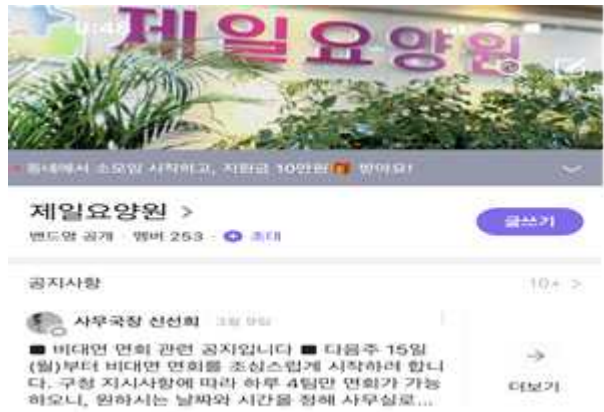 제일요양원
동네에서 소모임 시작하고, 지원금 10만원 받아요!
제일요양원 >
밴드명 공개 · 멤버 253 · 초대
글쓰기
공지사항
10+ >
사무국장 신선희 3월 9일
■ 비대면 면회 관련 공지입니다 ■ 다음주 15일
(월)부터 비대면 면회를 조심스럽게 시작하려 합니
다. 구청 지시사항에 따라 하루 4팀만 면회가 가능
하오니, 원하시는 날짜와 시간을 정해 사무실로...
더보기